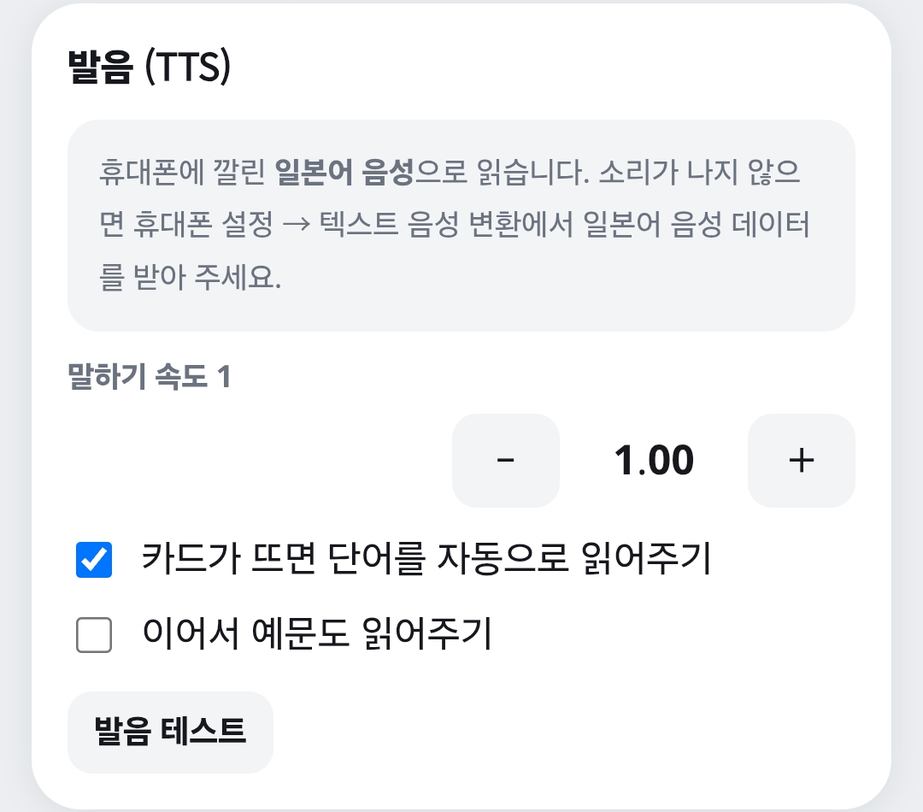 발음 (TTS)
휴대폰에 깔린 일본어 음성으로 읽습니다. 소리가 나지 않으
면 휴대폰 설정 → 텍스트 음성 변환에서 일본어 음성 데이터
를 받아 주세요.
말하기 속도 1
− 1.00 +
카드가 뜨면 단어를 자동으로 읽어주기
이어서 예문도 읽어주기
발음 테스트